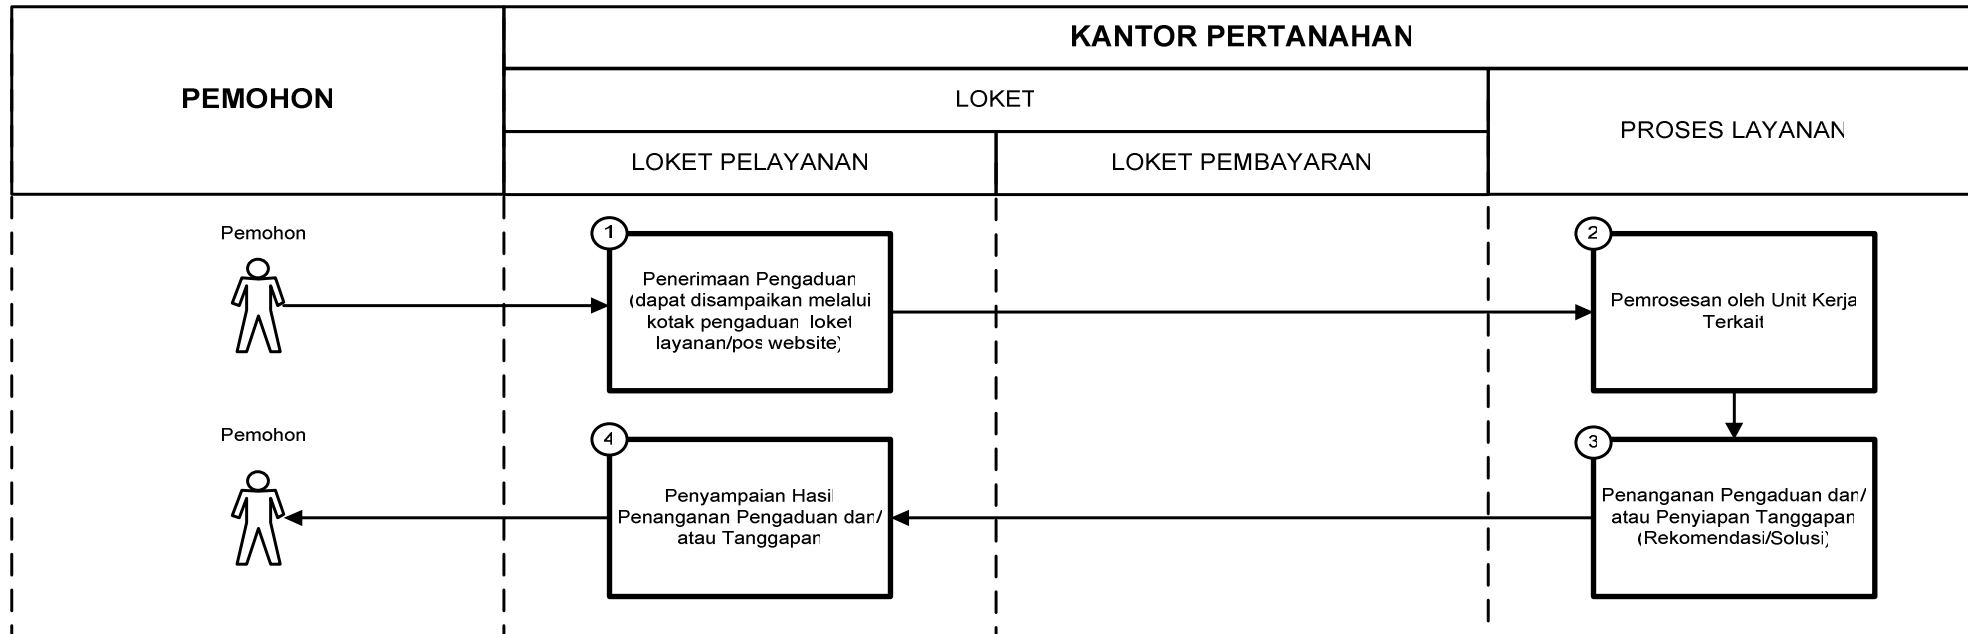 KANTOR PERTANAHAN
PEMOHON
LOKET
PROSES LAYANAN
LOKET PELAYANAN
LOKET PEMBAYARAN
Pemohon
1
Penerimaan Pengaduan
(dapat disampaikan melalui
kotak pengaduan loket
layanan/pos website)
2
Pemrosesan oleh Unit Kerja
Terkait
Pemohon
4
Penyampaian Hasil
Penanganan Pengaduan dan/
atau Tanggapan
3
Penanganan Pengaduan dan/
atau Penyiapan Tanggapan
(Rekomendasi/Solusi)